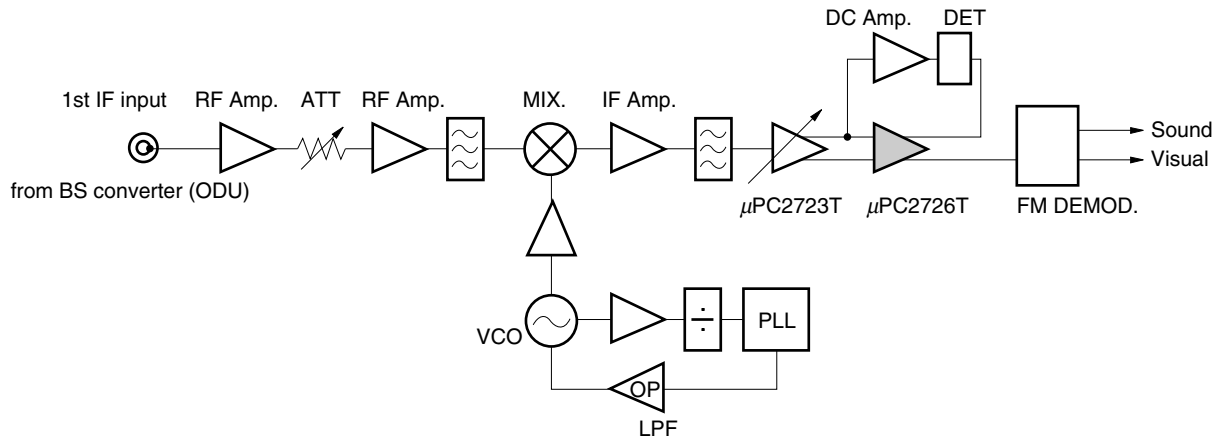 DC Amp. DET
1st IF input RF Amp. ATT RF Amp. MIX. IF Amp.
Sound
Visual
from BS converter (ODU)
μPC2723T μPC2726T FM DEMOD.
VCO
÷
PLL
OP
LPF